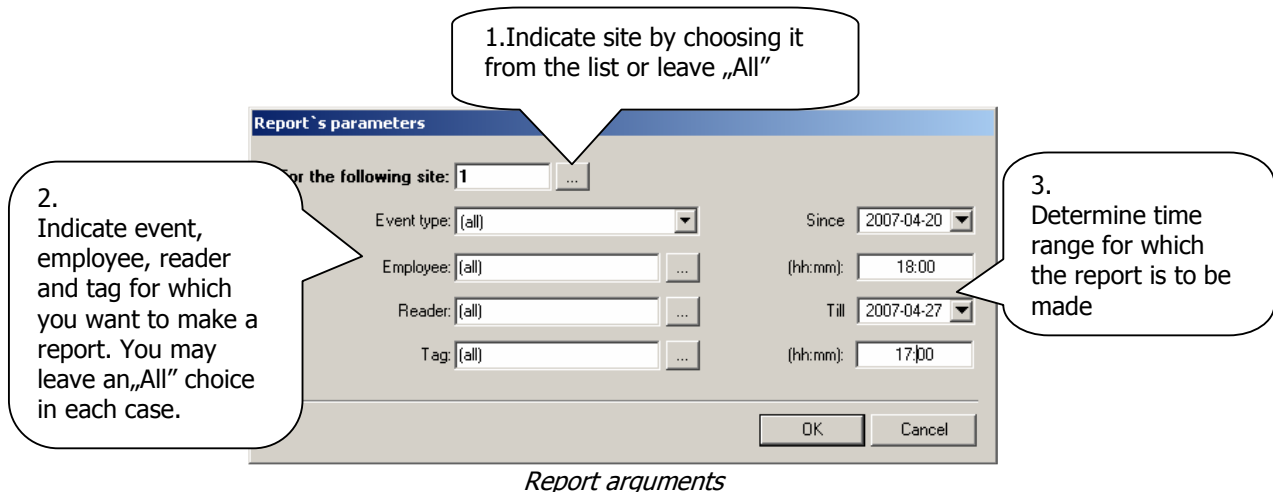 1.Indicate site by choosing it
from the list or leave „All”
Report`s parameters
or the following site: 1 ...
2.
Indicate event,
employee, reader
and tag for which
you want to make a
report. You may
leave an„All” choice
in each case.
Event type: (all)
Employee: (all) ...
Reader: (all) ...
Tag: (all) ...
Since 2007-04-20
(hh:mm): 18:00
Till 2007-04-27
(hh:mm): 17:00
3.
Determine time
range for which
the report is to be
made
OK Cancel
Report arguments